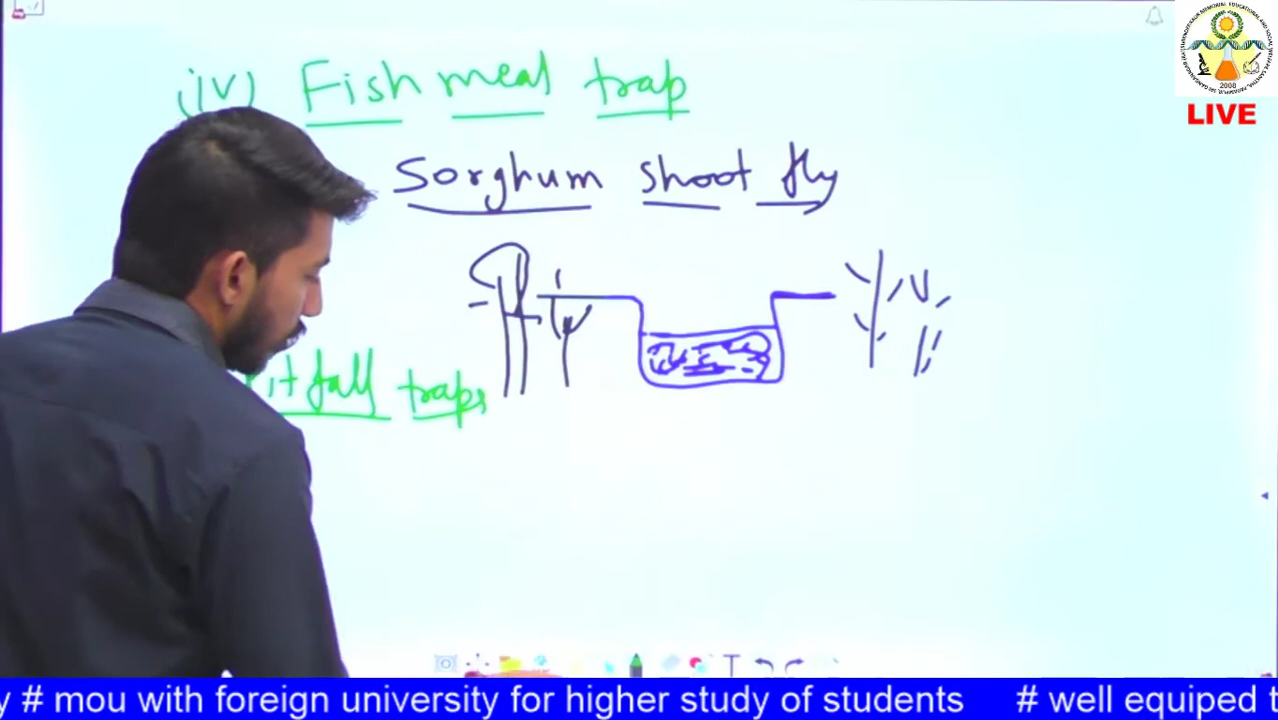 (iv) Fish meal trap
Sorghum shoot fly
itfall traps
2008
LIVE
y # mou with foreign university for higher study of students # well equiped t